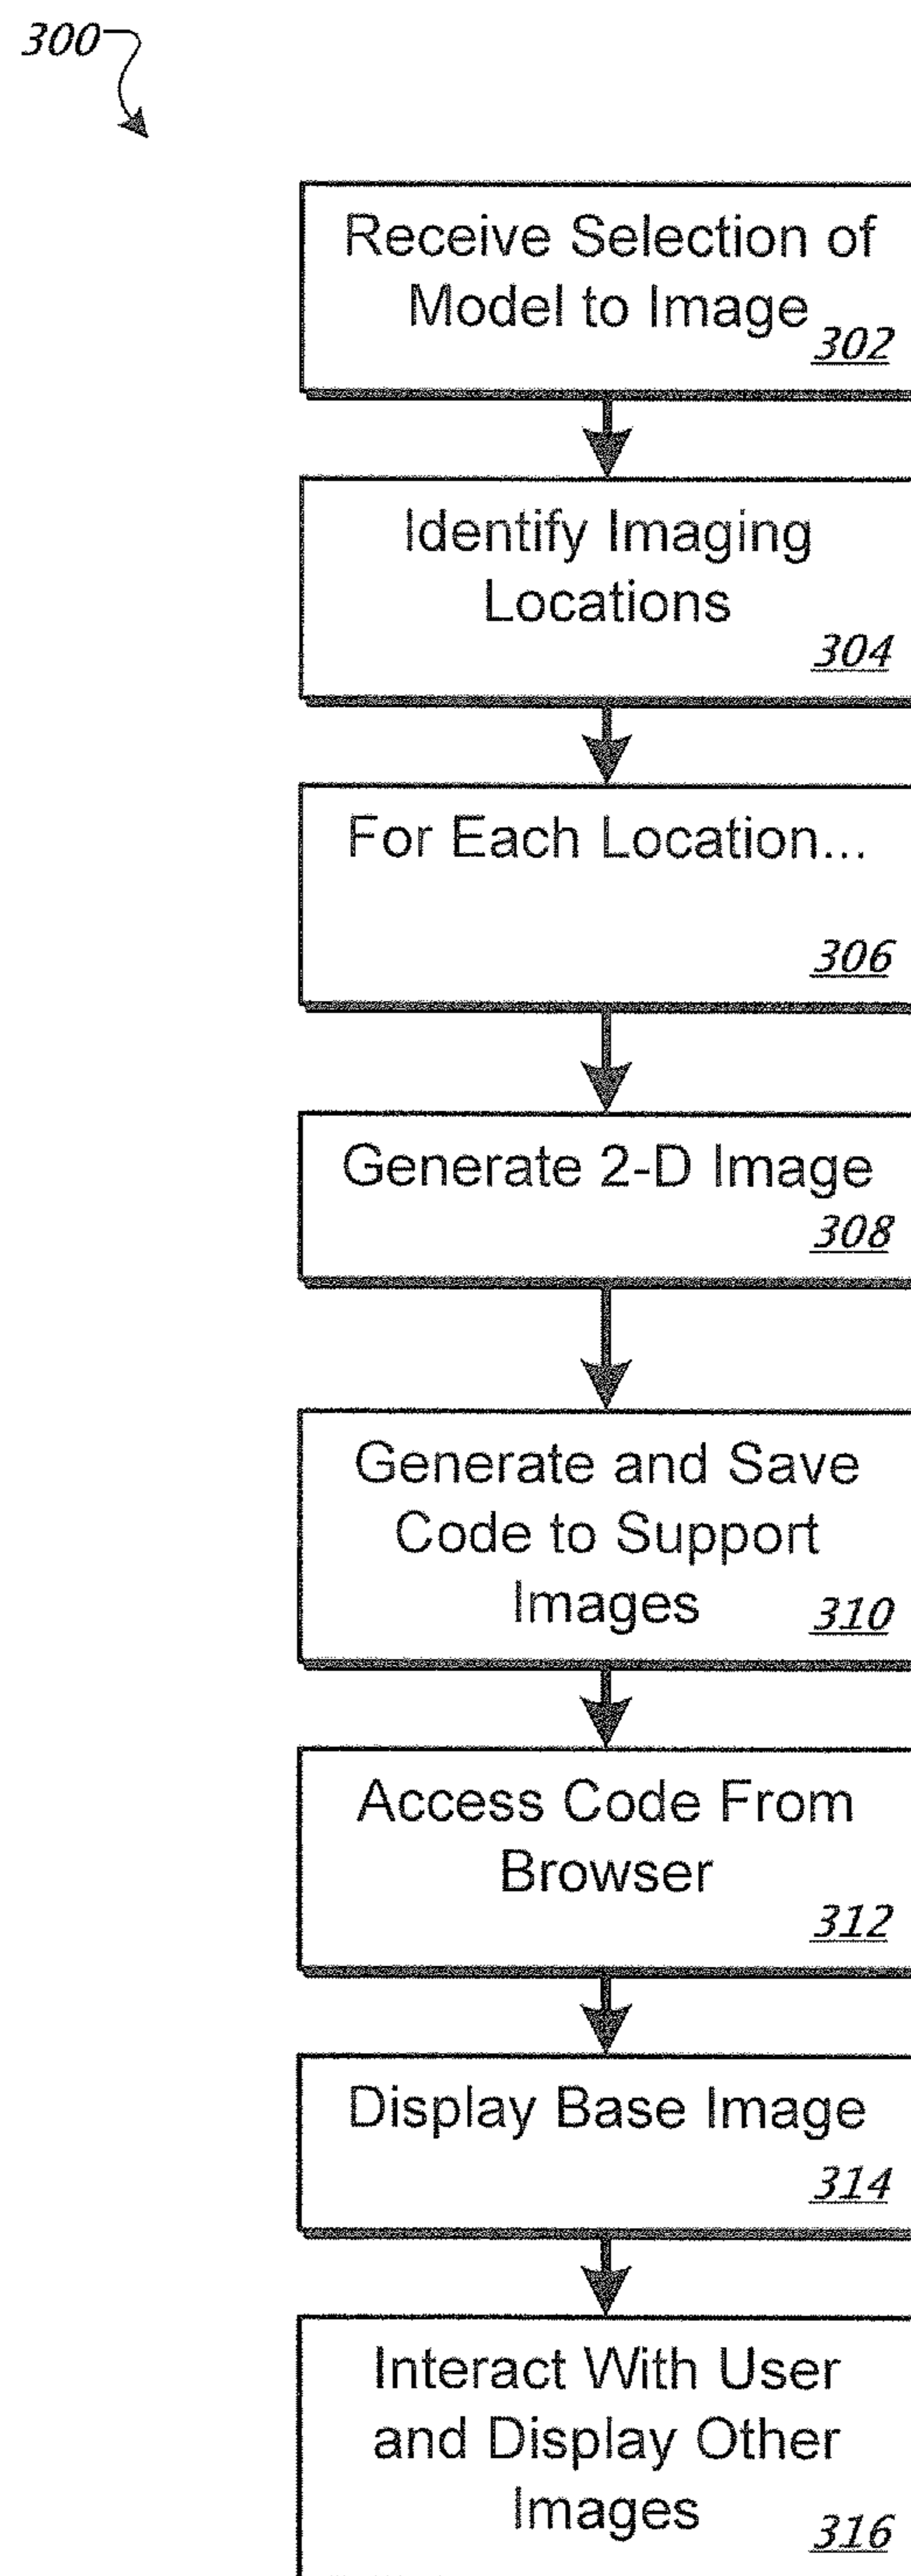 300
Receive Selection of
Model to Image
302
Identify Imaging
Locations
304
For Each Location...
306
Generate 2-D Image
308
Generate and Save
Code to Support
Images
310
Access Code From
Browser
312
Display Base Image
314
Interact With User
and Display Other
Images
316